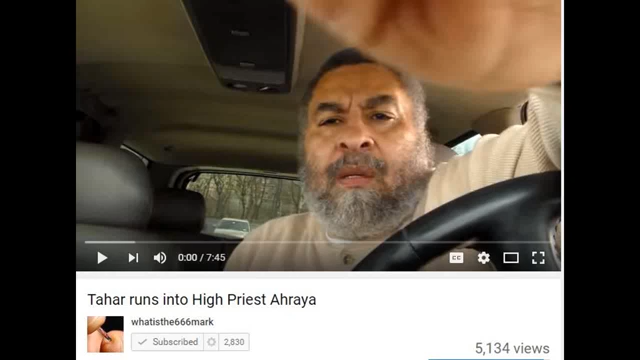 0:00 / 7:45
CC
Tahar runs into High Priest Ahraya
whatisthe666mark
Subscribed 2,830
5,134 views